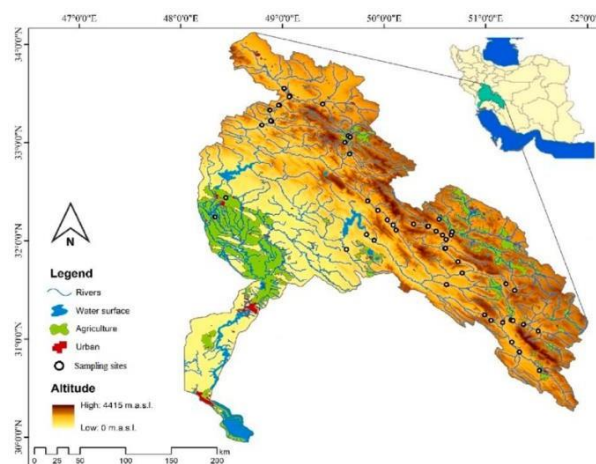 47°0'0"E 48°0'0"E 49°0'0"E 50°0'0"E 51°0'0"E 52°0'0"E
34°0'0"N
33°0'0"N
32°0'0"N
31°0'0"N
30°0'0"N
N
Legend
Rivers
Water surface
Agriculture
Urban
Sampling sites
Altitude
High: 4415 m.a.s.l.
Low: 0 m.a.s.l.
km
0 25 50 100 150 200